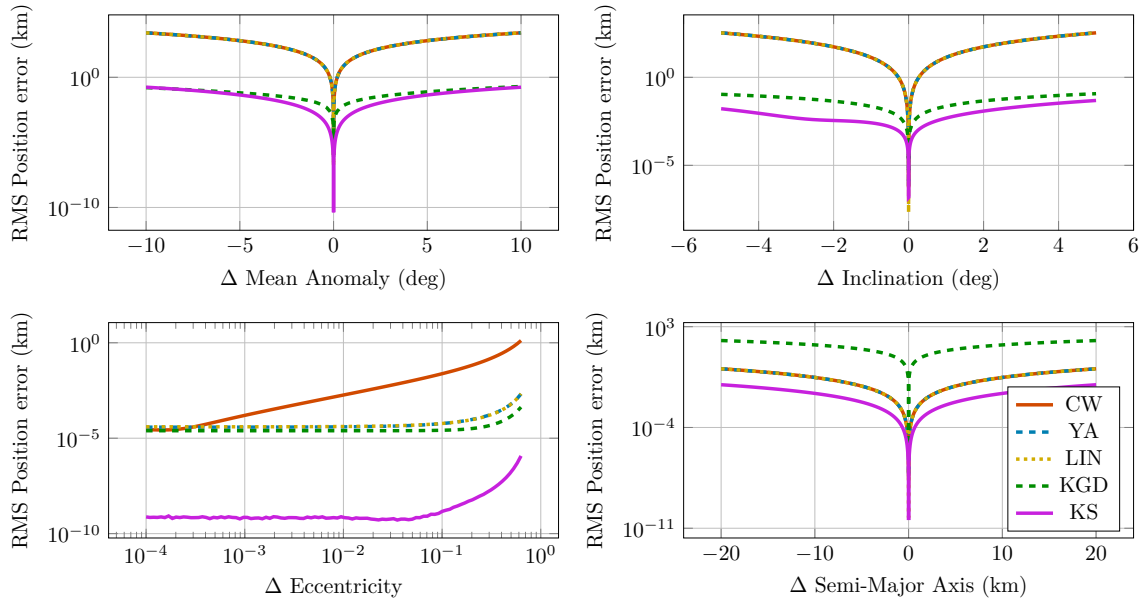 RMS Position error (km)
10^0
10^−10
−10 −5 0 5 10
Δ Mean Anomaly (deg)
RMS Position error (km)
10^0
10^−5
−6 −4 −2 0 2 4 6
Δ Inclination (deg)
RMS Position error (km)
10^0
10^−5
10^−10
10^−4 10^−3 10^−2 10^−1 10^0
Δ Eccentricity
RMS Position error (km)
10^3
10^−4
10^−11
−20 −10 0 10 20
Δ Semi-Major Axis (km)
CW
YA
LIN
KGD
KS